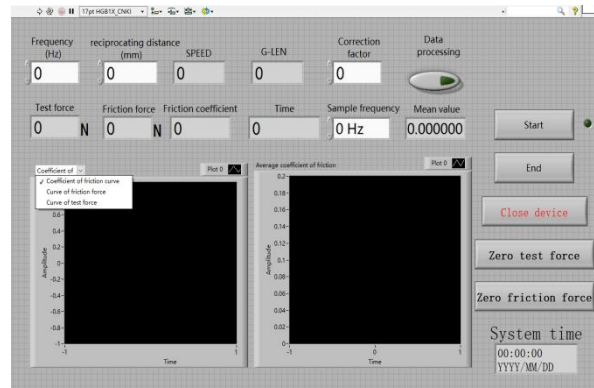 17pt HGB1X_CNKI
Frequency
(Hz)
reciprocating distance
(mm)
SPEED
G-LEN
Correction
factor
Data
processing
0
0
0
0
0
Test force
Friction force
Friction coefficient
Time
Sample frequency
Mean value
0 N
0 N
0
0
0 Hz
0.000000
Start
End
Close device
Zero test force
Zero friction force
System time
00:00:00
YYYY/MM/DD
Coefficient of
Plot 0
✓ Coefficient of friction curve
Curve of friction force
Curve of test force
0.6-
0.4-
0.2-
0-
-0.2-
-0.4-
-0.6-
-0.8-
-1-
Amplitude
-1
1
Time
Average coefficient of friction
Plot 0
0.2-
0.18-
0.16-
0.14-
0.12-
0.1-
0.08-
0.06-
0.04-
0.02-
0-
Amplitude
-1
0
1
Time